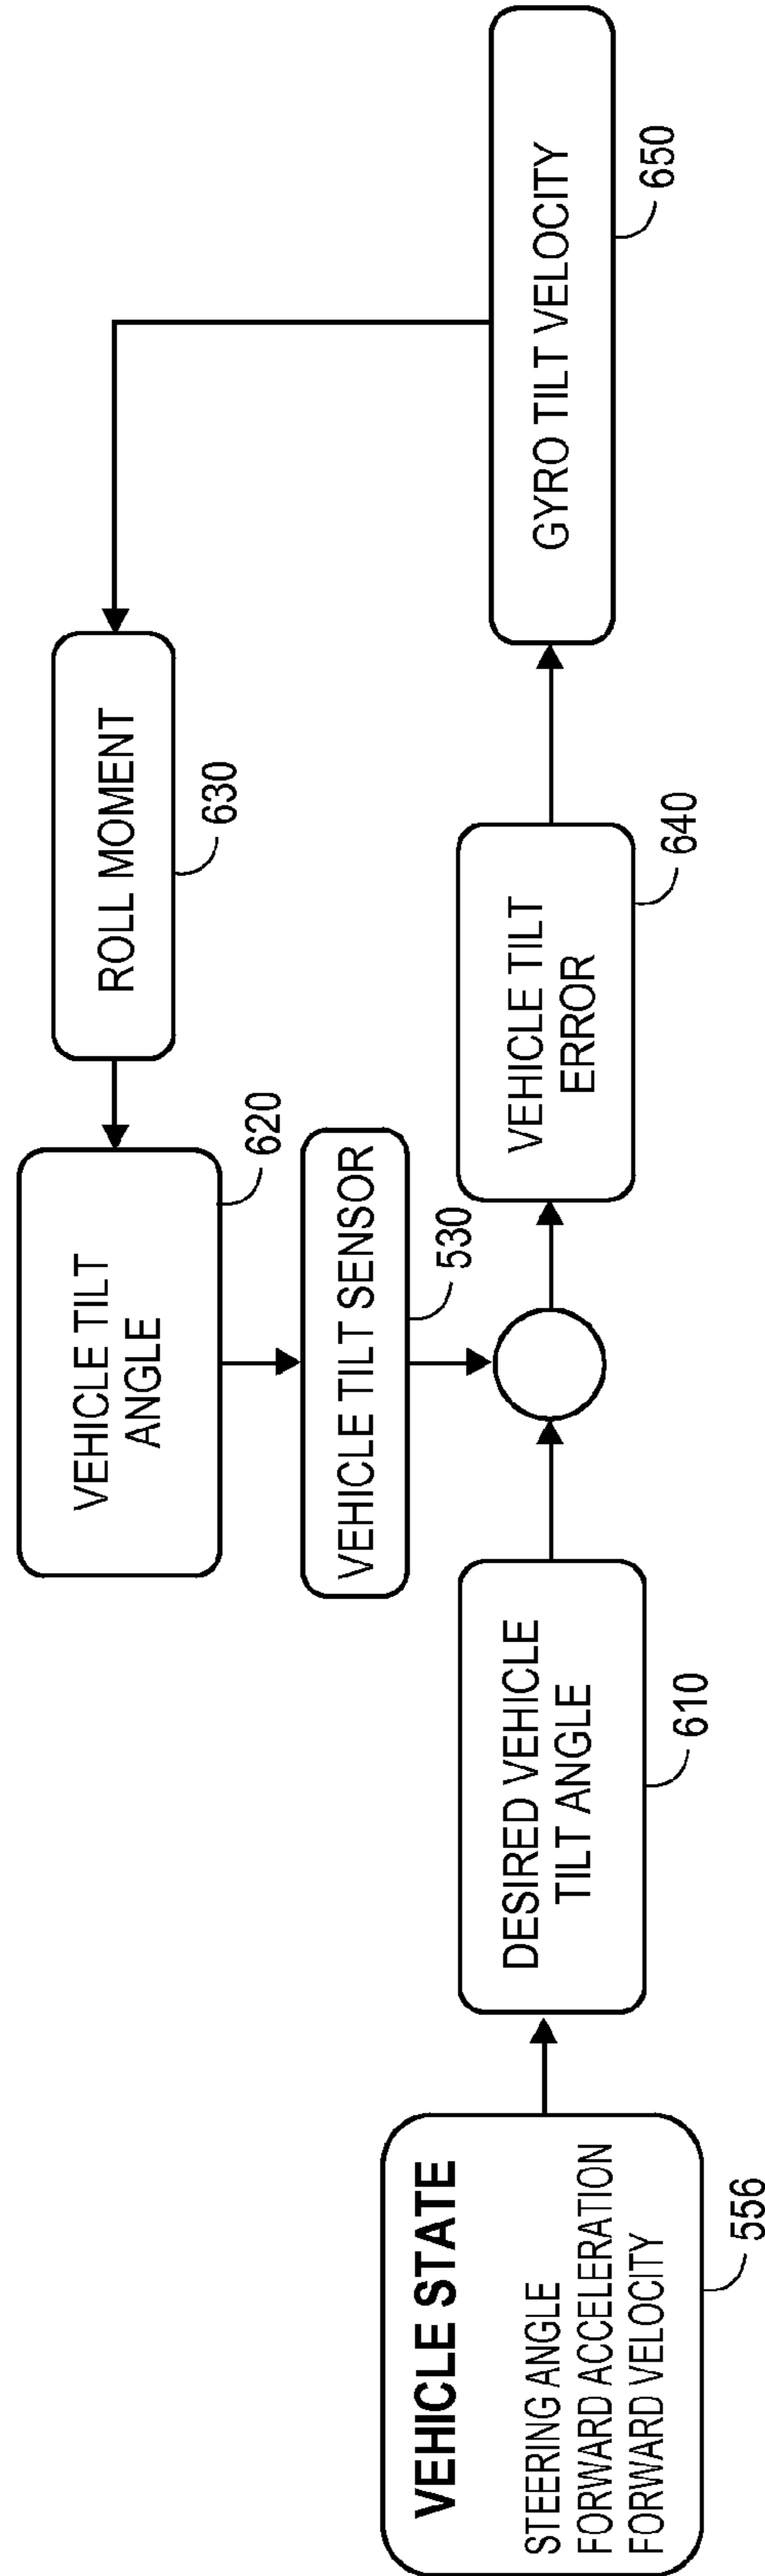 VEHICLE STATE
STEERING ANGLE
FORWARD ACCELERATION
FORWARD VELOCITY
556
DESIRED VEHICLE
TILT ANGLE
610
VEHICLE TILT
ANGLE
620
VEHICLE TILT SENSOR
530
ROLL MOMENT
630
VEHICLE TILT
ERROR
640
GYRO TILT VELOCITY
650